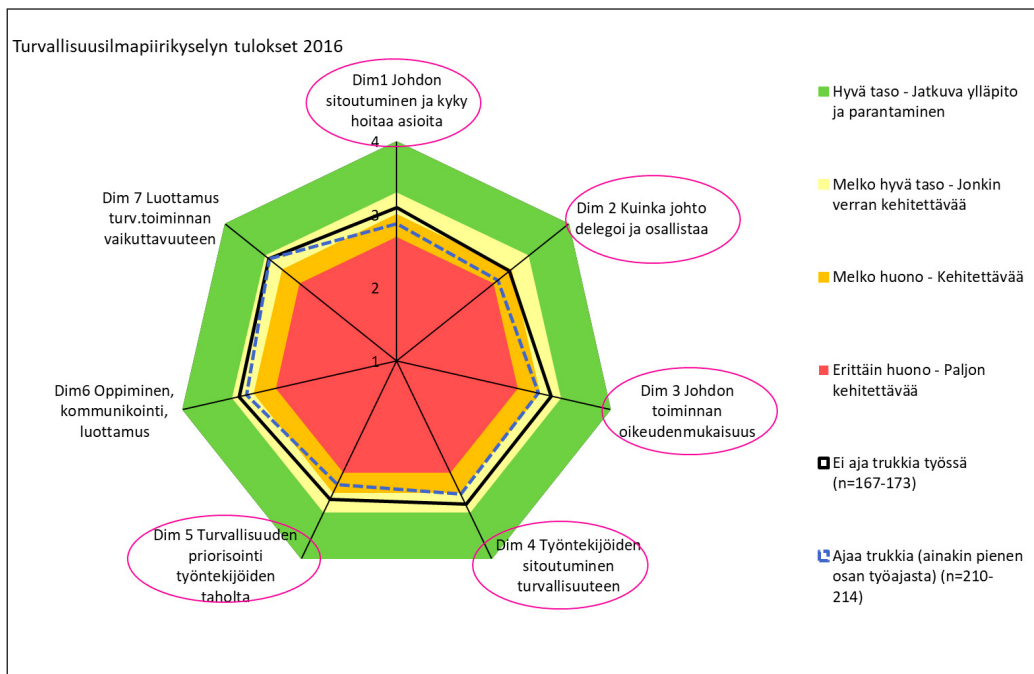 Turvallisuusilmapiirikyselyn tulokset 2016
Dim1 Johdon
sitoutuminen ja kyky
hoitaa asioita
4
3
2
1
Dim 2 Kuinka johto
delegoi ja osallistaa
Dim 3 Johdon
toiminnan
oikeudenmukaisuus
Dim 4 Työntekijöiden
sitoutuminen
turvallisuuteen
Dim 5 Turvallisuuden
priorisointi
työntekijöiden
taholta
Dim6 Oppiminen,
kommunikointi,
luottamus
Dim 7 Luottamus
turv.toiminnan
vaikuttavuuteen
Hyvä taso - Jatkuva ylläpito
ja parantaminen
Melko hyvä taso - Jonkin
verran kehitettävää
Melko huono - Kehitettävää
Erittäin huono - Paljon
kehitettävää
Ei aja trukkia työssä
(n=167-173)
Ajaa trukkia (ainakin pienen
osan työajasta) (n=210-
214)